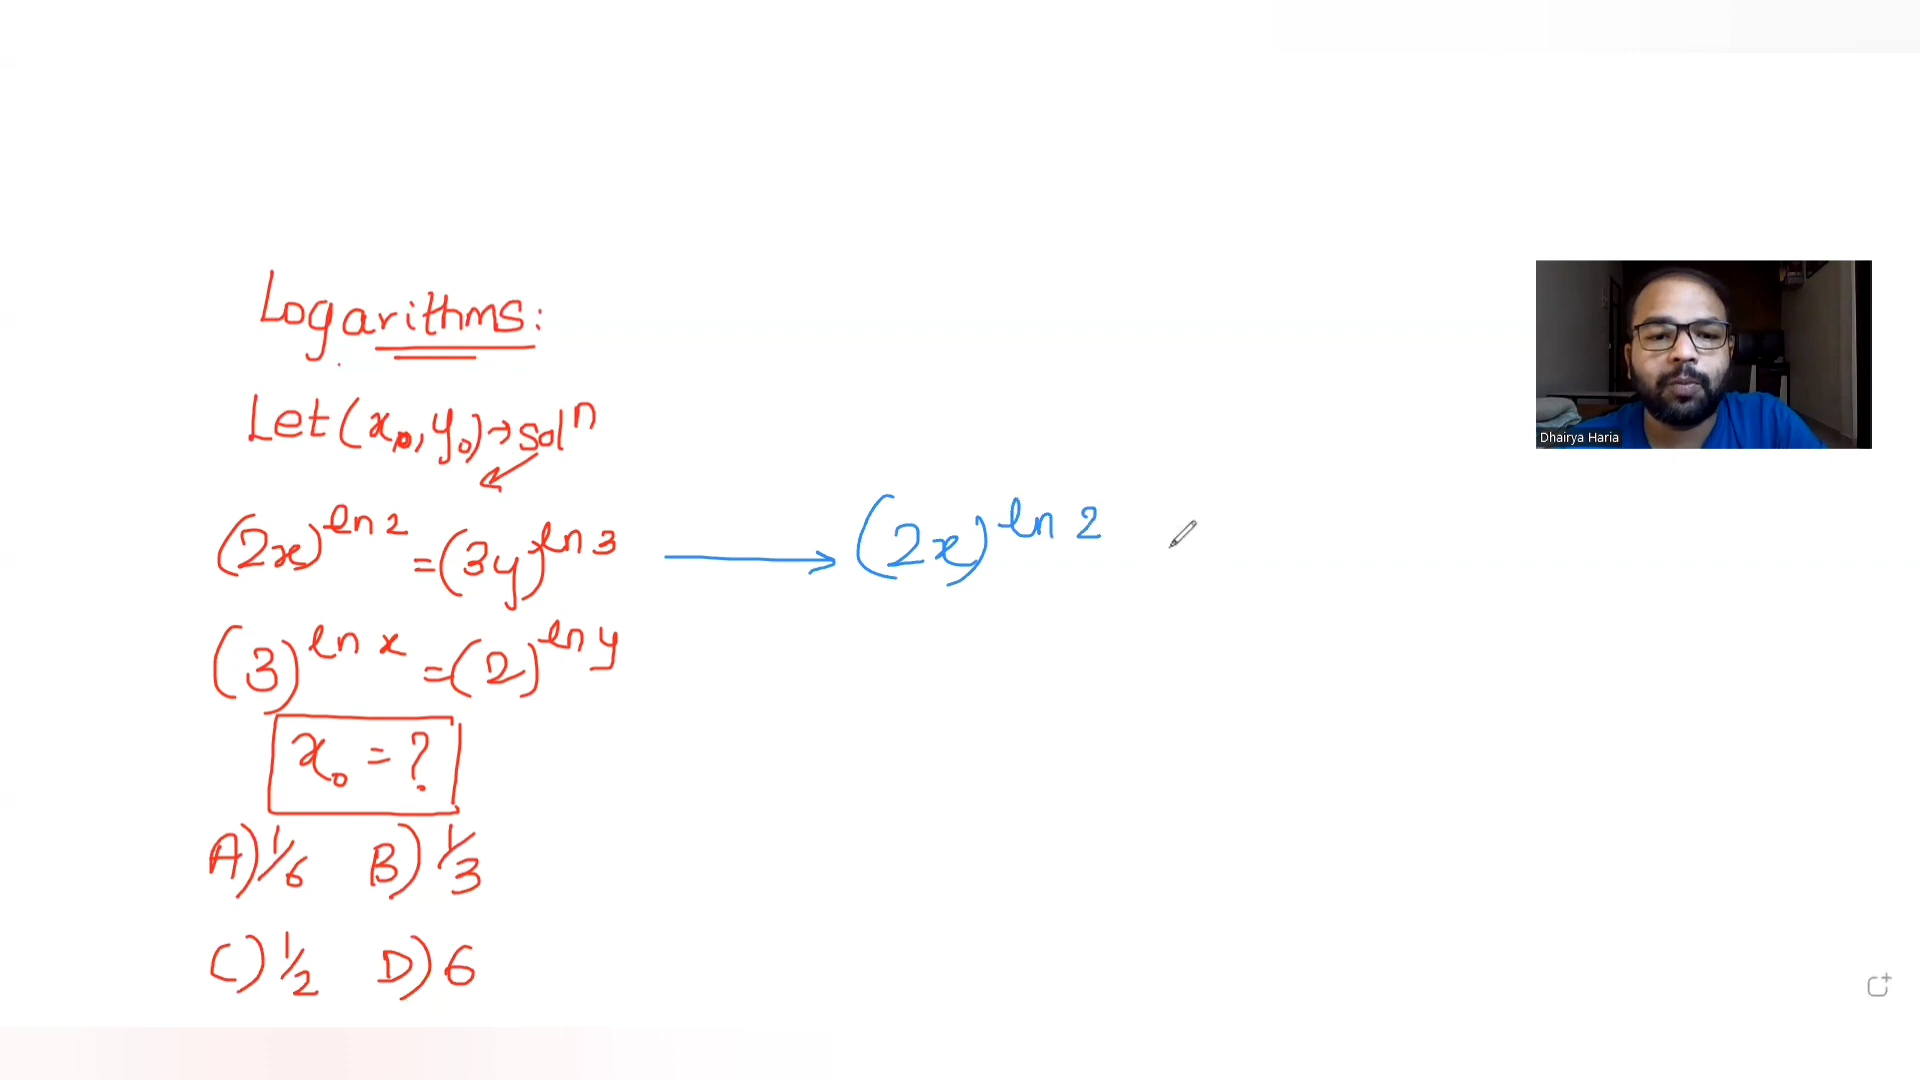 Logarithms:
Let (x₀, y₀) → solⁿ
(2x)^{ln 2} = (3y)^{ln 3} → (2x)^{ln 2}
(3)^{ln x} = (2)^{ln y}
x₀ = ?
A) 1/6 B) 1/3
C) 1/2 D) 6
Dhairya Haria